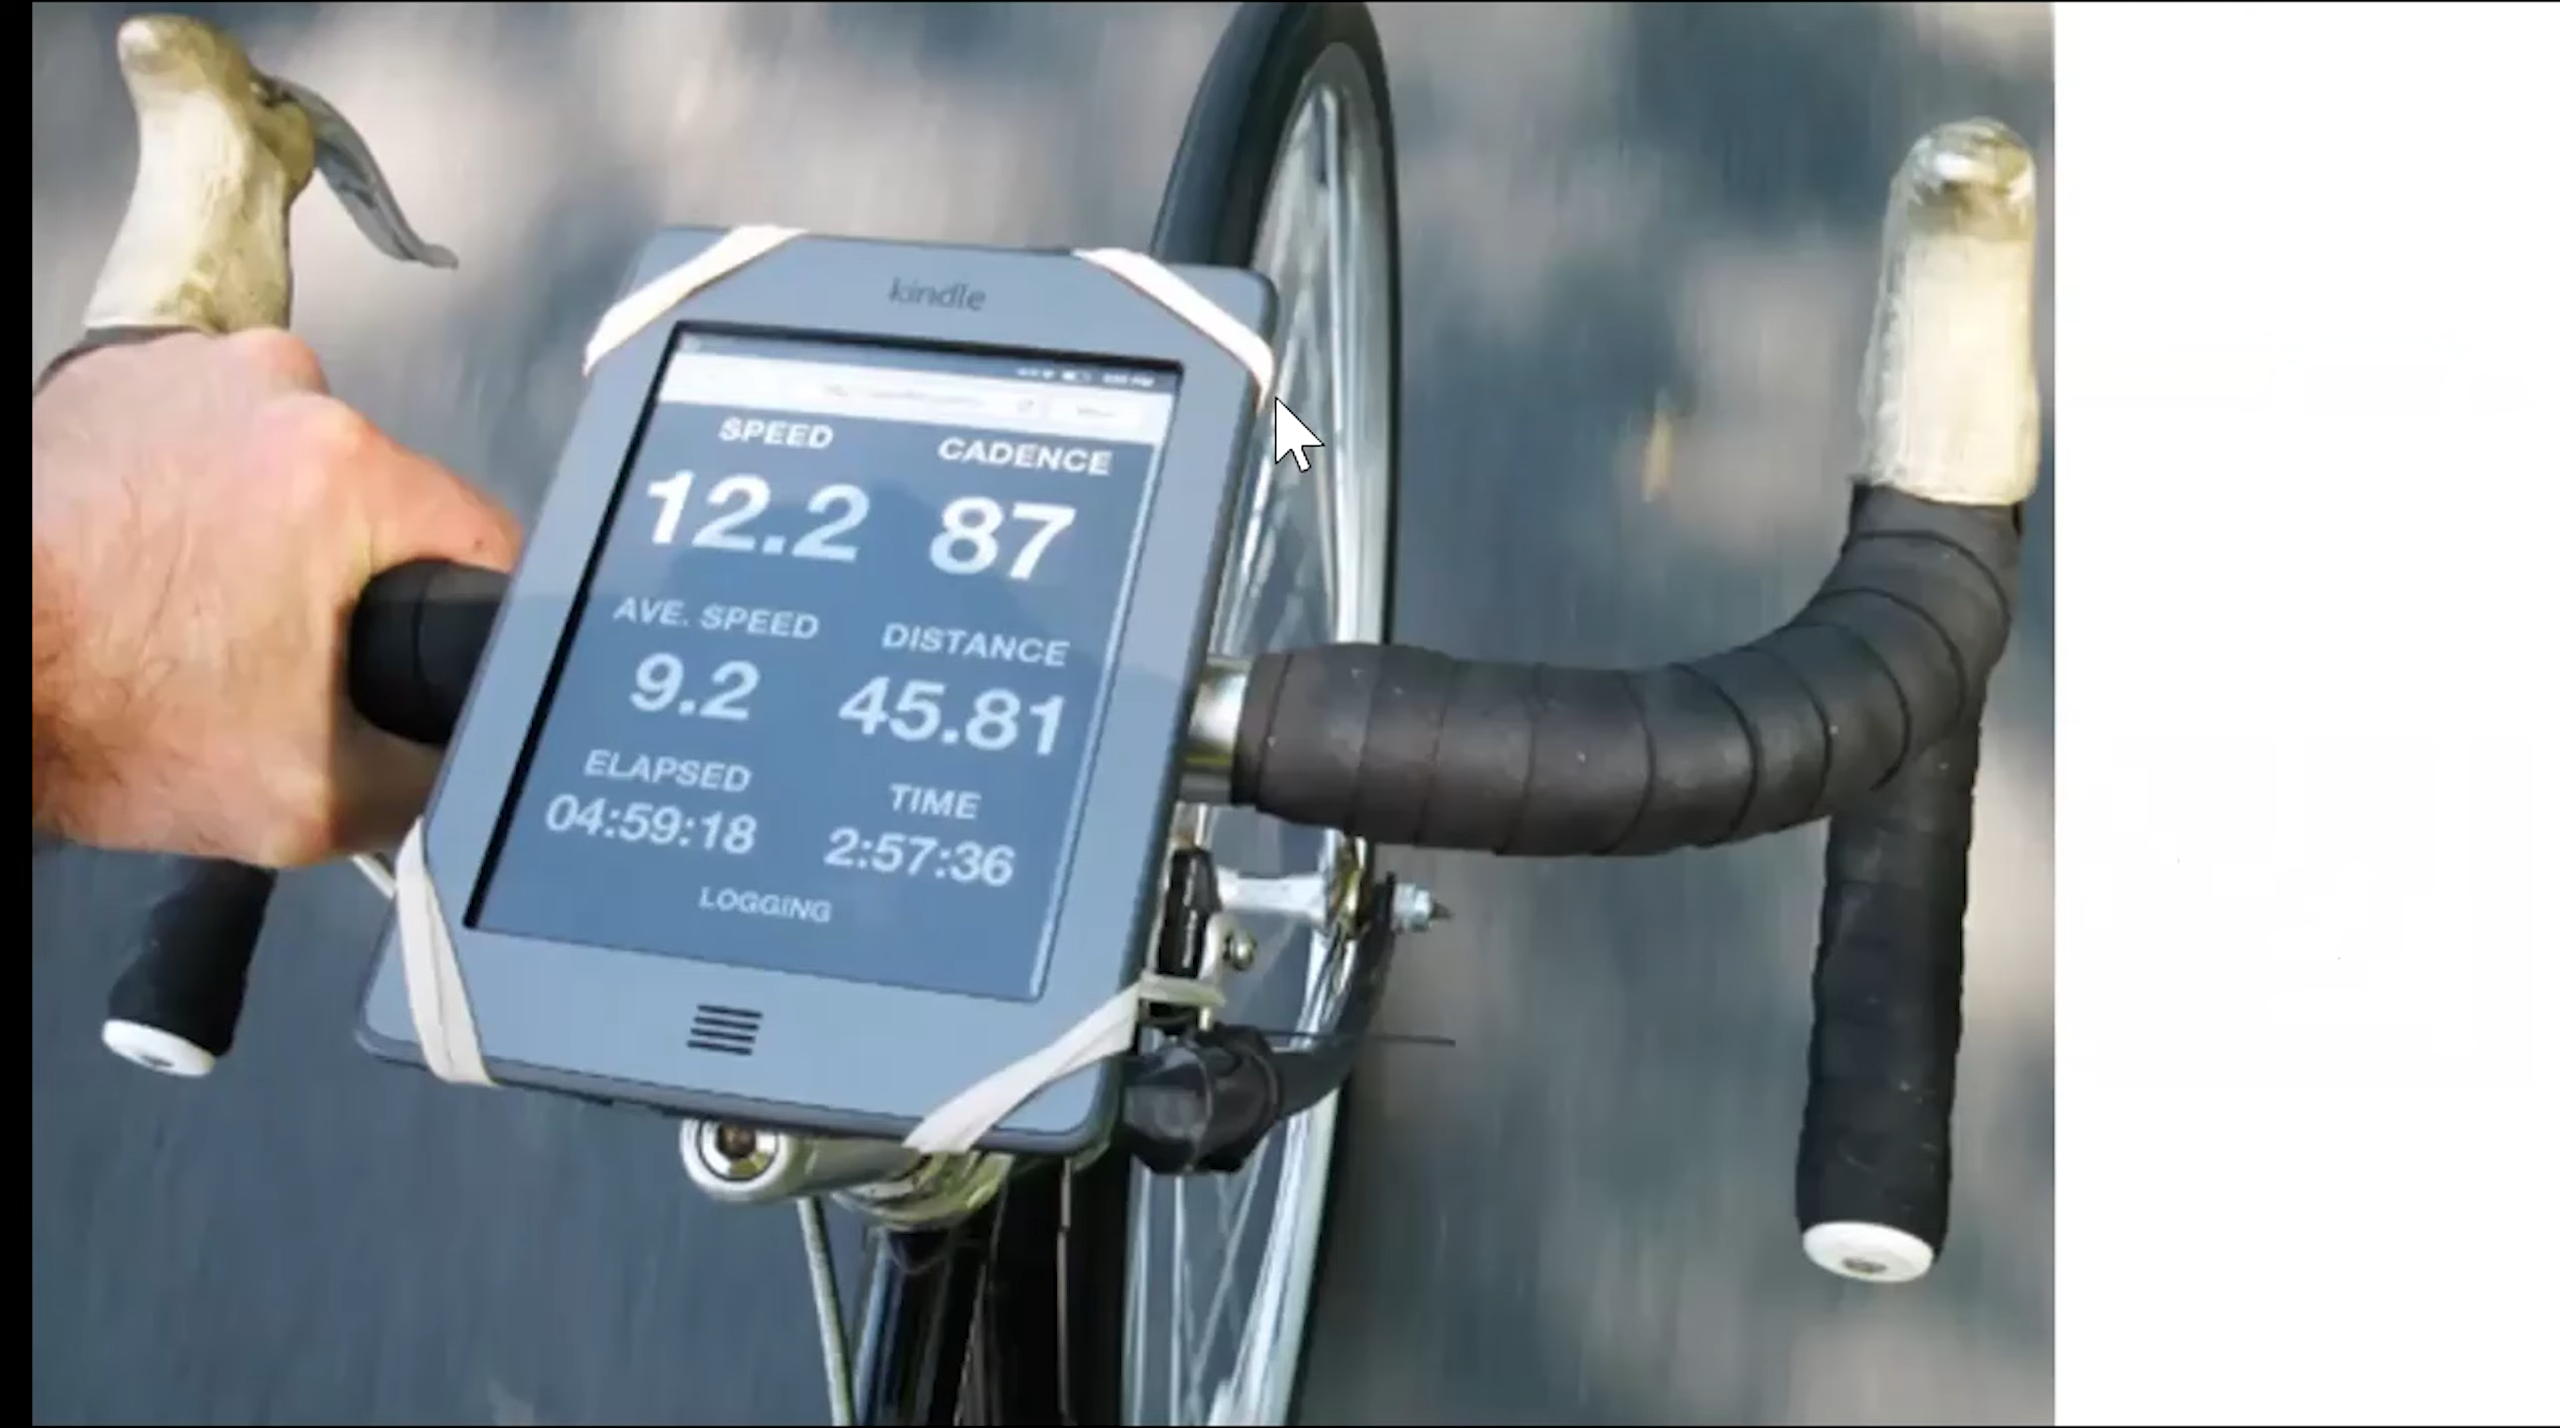 kindle
SPEED CADENCE
12.2 87
AVE. SPEED DISTANCE
9.2 45.81
ELAPSED TIME
04:59:18 2:57:36
LOGGING